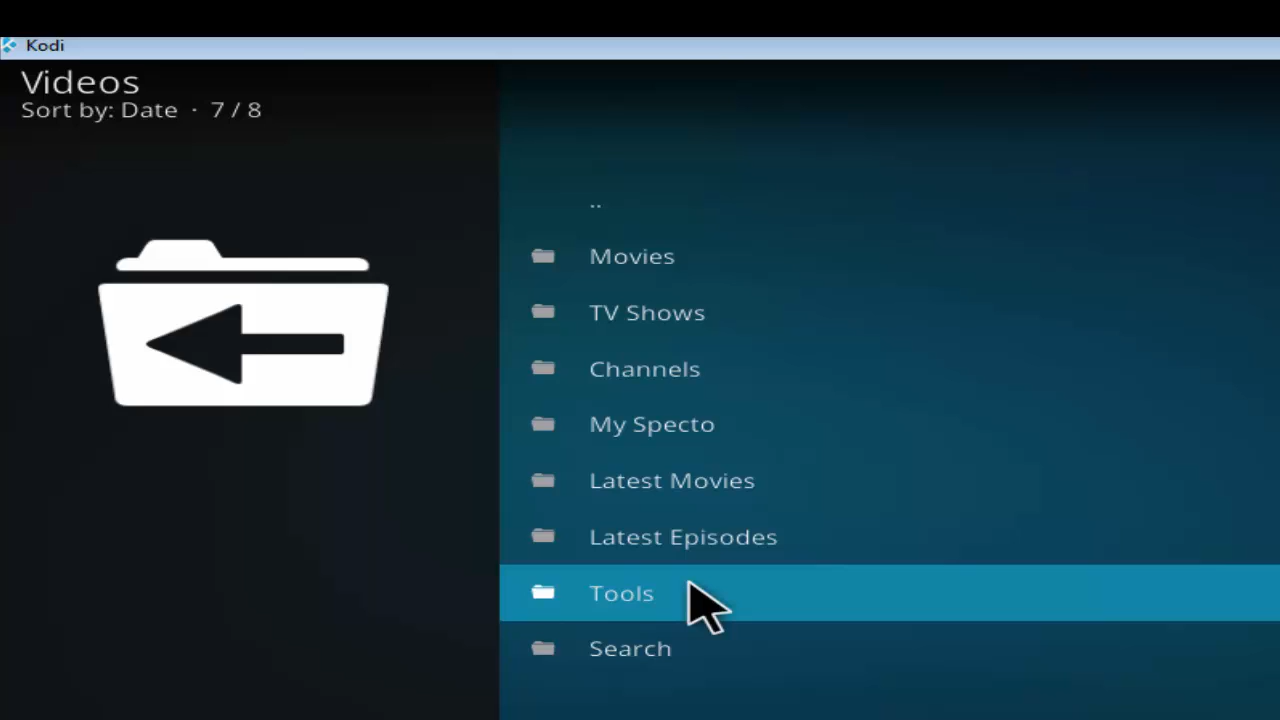 Kodi
Videos
Sort by: Date · 7 / 8
..
Movies
TV Shows
Channels
My Specto
Latest Movies
Latest Episodes
Tools
Search